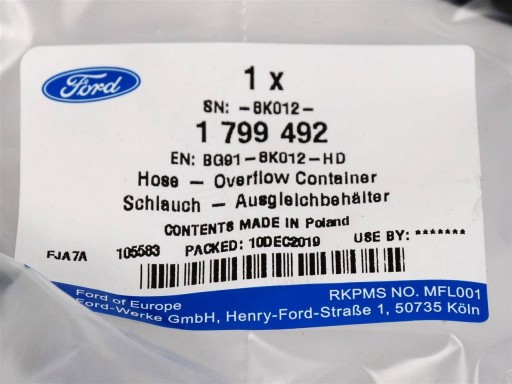 Ford
1 x
SN: -8K012-
1 799 492
EN: BG91-8K012-HD
Hose - Overflow Container
Schlauch - Ausgleichbehälter
CONTENTS MADE IN Poland
FJA7A 105583 PACKED: 10DEC2019 USE BY: *******
Ford of Europe RKPMS NO. MFL001
Ford-Werke GmbH, Henry-Ford-Straße 1, 50735 Köln